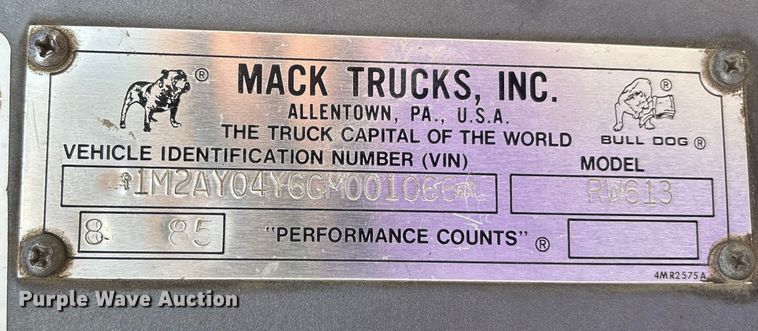 ® MACK TRUCKS, INC. ®
ALLENTOWN, PA., U.S.A.
THE TRUCK CAPITAL OF THE WORLD BULL DOG ®
VEHICLE IDENTIFICATION NUMBER (VIN) MODEL
1M2AY04Y6GM001066 RW613
8 85 "PERFORMANCE COUNTS" ®
4MR2575A
Purple Wave Auction